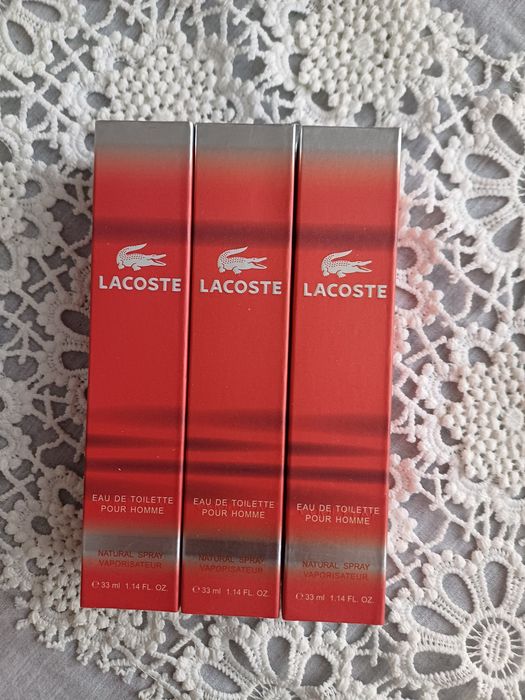 LACOSTE
EAU DE TOILETTE
POUR HOMME
NATURAL SPRAY
VAPORISATEUR
℮ 33 ml 1.14 FL. OZ.
LACOSTE
EAU DE TOILETTE
POUR HOMME
NATURAL SPRAY
VAPORISATEUR
℮ 33 ml 1.14 FL. OZ.
LACOSTE
EAU DE TOILETTE
POUR HOMME
NATURAL SPRAY
VAPORISATEUR
℮ 33 ml 1.14 FL. OZ.